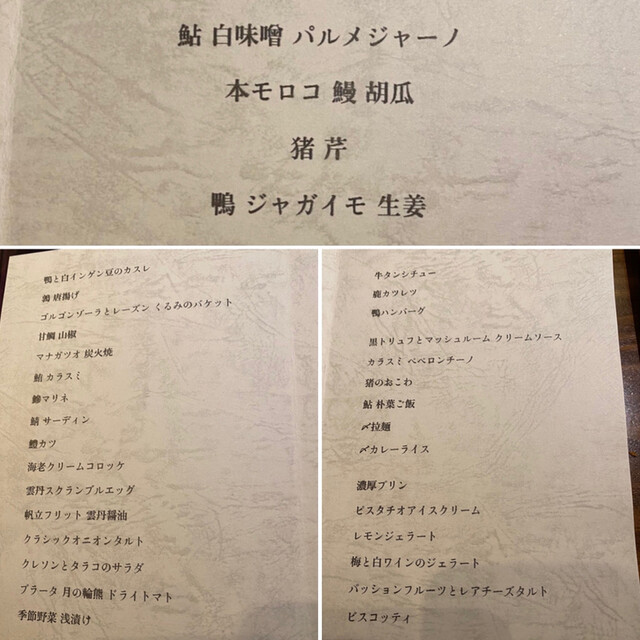 鮎 白味噌 パルメジャーノ
本モロコ 鰻 胡瓜
猪 芹
鴨 ジャガイモ 生姜
鴨と白インゲン豆のカスレ
鶉 唐揚げ
ゴルゴンゾーラとレーズン くるみのバケット
甘鯛 山椒
マナガツオ 炭火焼
鮪 カラスミ
鯵マリネ
鯖 サーディン
鱧カツ
海老クリームコロッケ
雲丹スクランブルエッグ
帆立フリット 雲丹醤油
クラシックオニオンタルト
クレソンとタラコのサラダ
ブラータ 月の輪熊 ドライトマト
季節野菜 浅漬け
牛タンシチュー
鹿カツレツ
鴨ハンバーグ
黒トリュフとマッシュルーム クリームソース
カラスミ ペペロンチーノ
猪のおこわ
鮎 朴葉ご飯
〆拉麺
〆カレーライス
濃厚プリン
ピスタチオアイスクリーム
レモンジェラート
梅と白ワインのジェラート
パッションフルーツとレアチーズタルト
ビスコッティ